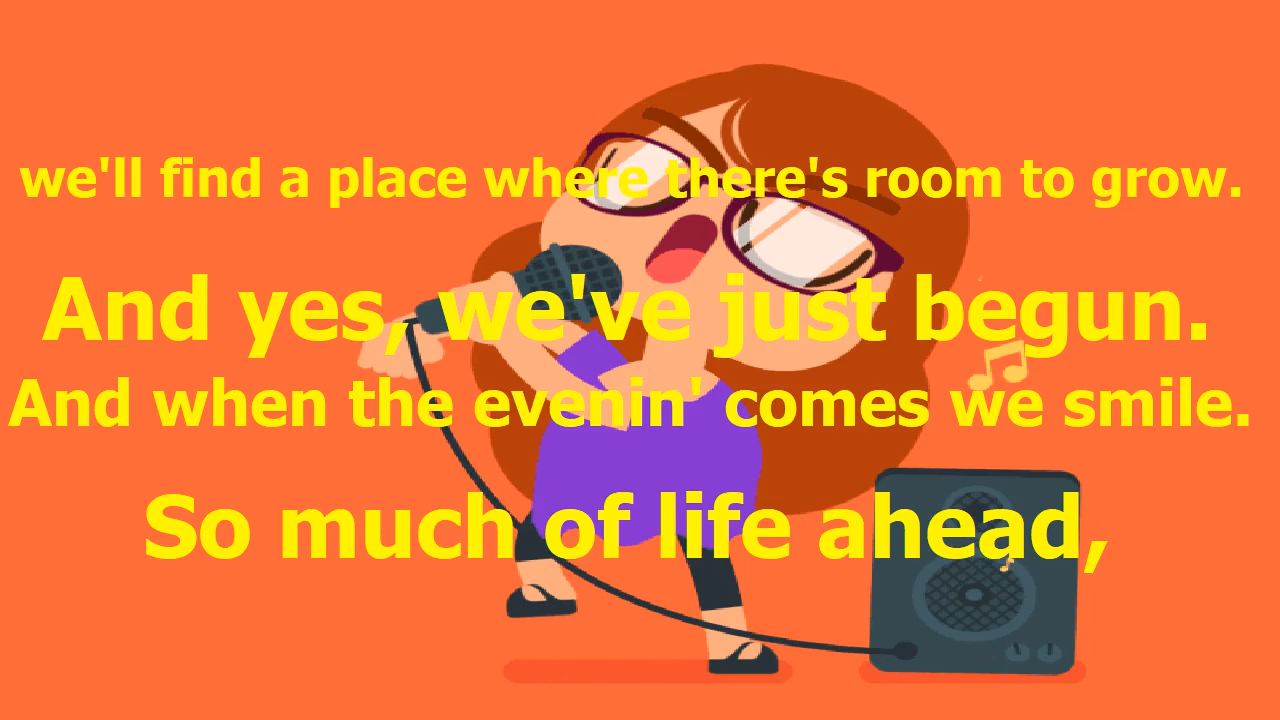 we'll find a place where there's room to grow.
And yes, we've just begun.
And when the evenin' comes we smile.
So much of life ahead,